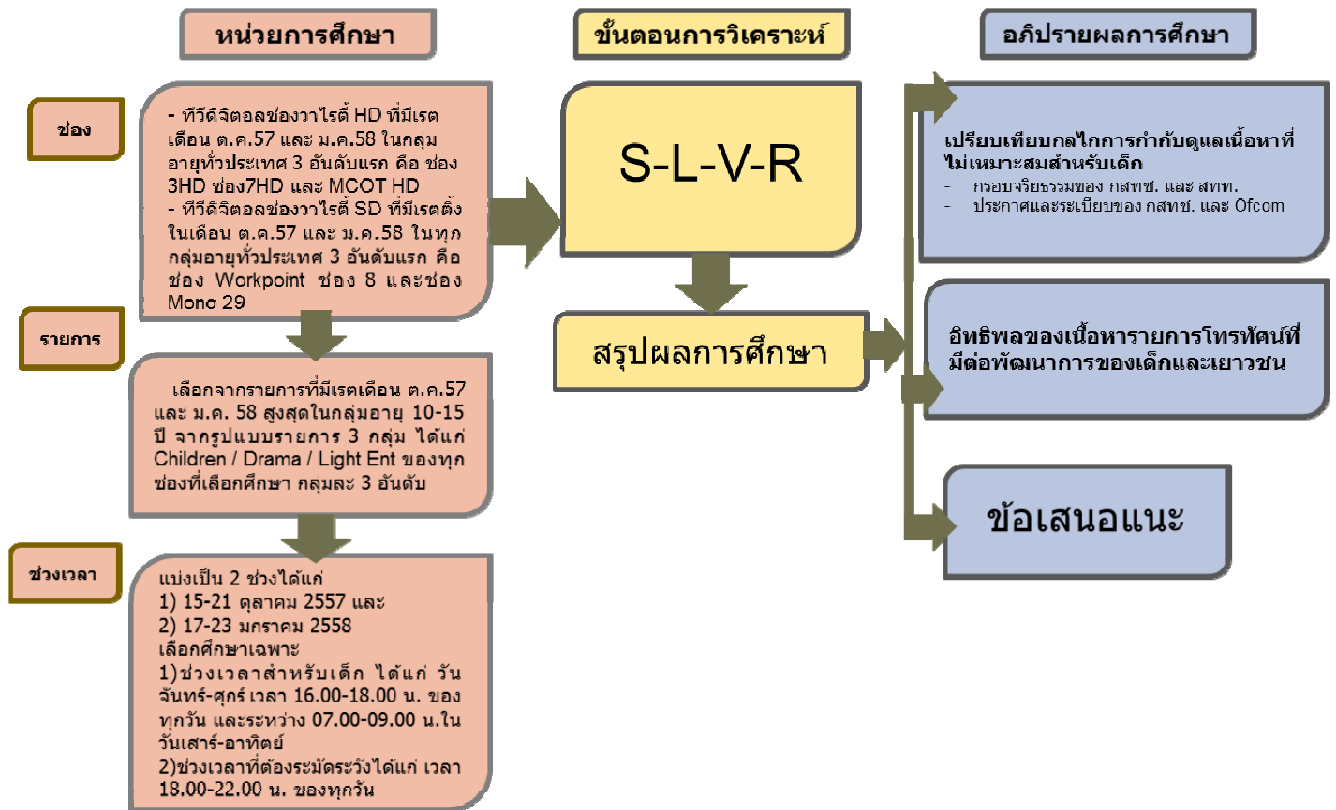 หน่วยการศึกษา
ช่อง
- ทีวีดิจิตอลช่องวาไรตี้ HD ที่มีเรต
เดือน ต.ค.57 และ ม.ค.58 ในกลุ่ม
อายุทั่วประเทศ 3 อันดับแรก คือ ช่อง
3HD ช่อง7HD และ MCOT HD
- ทีวีดิจิตอลช่องวาไรตี้ SD ที่มีเรตติ้ง
ในเดือน ต.ค.57 และ ม.ค.58 ในทุก
กลุ่มอายุทั่วประเทศ 3 อันดับแรก คือ
ช่อง Workpoint ช่อง 8 และช่อง
Mono 29
รายการ
เลือกจากรายการที่มีเรตเดือน ต.ค.57
และ ม.ค. 58 สูงสุดในกลุ่มอายุ 10-15
ปี จากรูปแบบรายการ 3 กลุ่ม ได้แก่
Children / Drama / Light Ent ของทุก
ช่องที่เลือกศึกษา กลุ่มละ 3 อันดับ
ช่วงเวลา
แบ่งเป็น 2 ช่วงได้แก่
1) 15-21 ตุลาคม 2557 และ
2) 17-23 มกราคม 2558
เลือกศึกษาเฉพาะ
1)ช่วงเวลาสำหรับเด็ก ได้แก่ วัน
จันทร์-ศุกร์ เวลา 16.00-18.00 น. ของ
ทุกวัน และระหว่าง 07.00-09.00 น.ใน
วันเสาร์-อาทิตย์
2)ช่วงเวลาที่ต้องระมัดระวังได้แก่ เวลา
18.00-22.00 น. ของทุกวัน
ขั้นตอนการวิเคราะห์
S-L-V-R
สรุปผลการศึกษา
อภิปรายผลการศึกษา
เปรียบเทียบกลไกการกำกับดูแลเนื้อหาที่
ไม่เหมาะสมสำหรับเด็ก
- กรอบจริยธรรมของ กสทช. และ สทท.
- ประกาศและระเบียบของ กสทช. และ Ofcom
อิทธิพลของเนื้อหารายการโทรทัศน์ที่
มีต่อพัฒนาการของเด็กและเยาวชน
ข้อเสนอแนะ